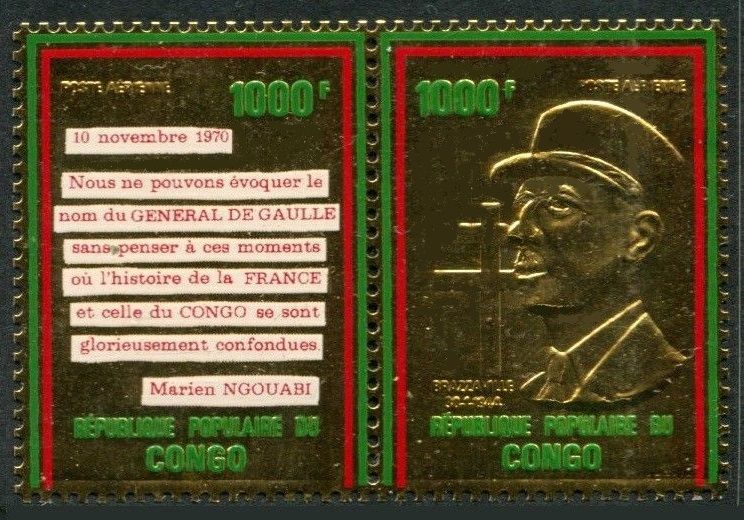 POSTE AÉRIENNE
1000F
10 novembre 1970
Nous ne pouvons évoquer le
nom du GENERAL DE GAULLE
sans penser à ces moments
où l'histoire de la FRANCE
et celle du CONGO se sont
glorieusement confondues
Marien NGOUABI
RÉPUBLIQUE POPULAIRE DU
CONGO
1000F
POSTE AÉRIENNE
BRAZZAVILLE
RÉPUBLIQUE POPULAIRE DU
CONGO